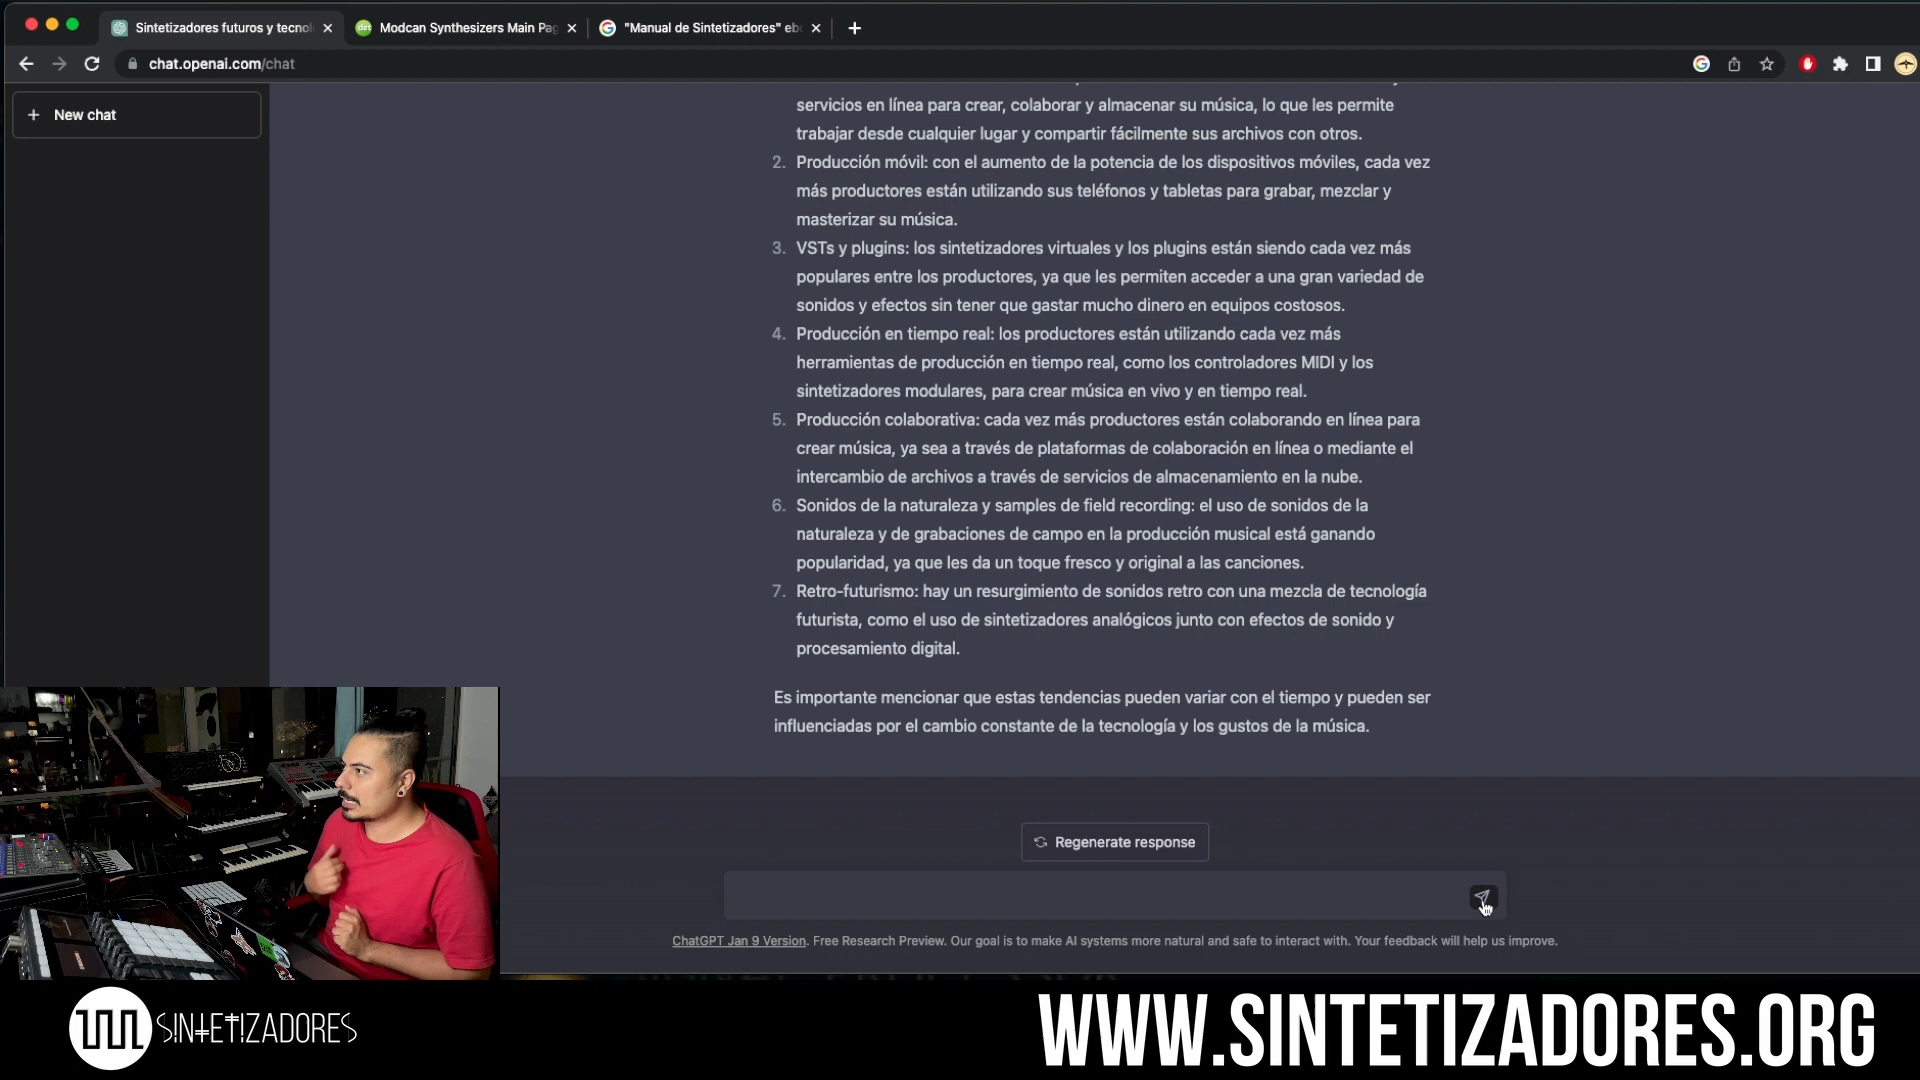 Sintetizadores futuros y tecnol
Modcan Synthesizers Main Pag
"Manual de Sintetizadores" eb
chat.openai.com/chat
New chat
servicios en línea para crear, colaborar y almacenar su música, lo que les permite
trabajar desde cualquier lugar y compartir fácilmente sus archivos con otros.
2. Producción móvil: con el aumento de la potencia de los dispositivos móviles, cada vez
más productores están utilizando sus teléfonos y tabletas para grabar, mezclar y
masterizar su música.
3. VSTs y plugins: los sintetizadores virtuales y los plugins están siendo cada vez más
populares entre los productores, ya que les permiten acceder a una gran variedad de
sonidos y efectos sin tener que gastar mucho dinero en equipos costosos.
4. Producción en tiempo real: los productores están utilizando cada vez más
herramientas de producción en tiempo real, como los controladores MIDI y los
sintetizadores modulares, para crear música en vivo y en tiempo real.
5. Producción colaborativa: cada vez más productores están colaborando en línea para
crear música, ya sea a través de plataformas de colaboración en línea o mediante el
intercambio de archivos a través de servicios de almacenamiento en la nube.
6. Sonidos de la naturaleza y samples de field recording: el uso de sonidos de la
naturaleza y de grabaciones de campo en la producción musical está ganando
popularidad, ya que les da un toque fresco y original a las canciones.
7. Retro-futurismo: hay un resurgimiento de sonidos retro con una mezcla de tecnología
futurista, como el uso de sintetizadores analógicos junto con efectos de sonido y
procesamiento digital.
Es importante mencionar que estas tendencias pueden variar con el tiempo y pueden ser
influenciadas por el cambio constante de la tecnología y los gustos de la música.
Regenerate response
ChatGPT Jan 9 Version. Free Research Preview. Our goal is to make AI systems more natural and safe to interact with. Your feedback will help us improve.
SINTETIZADORES
WWW.SINTETIZADORES.ORG